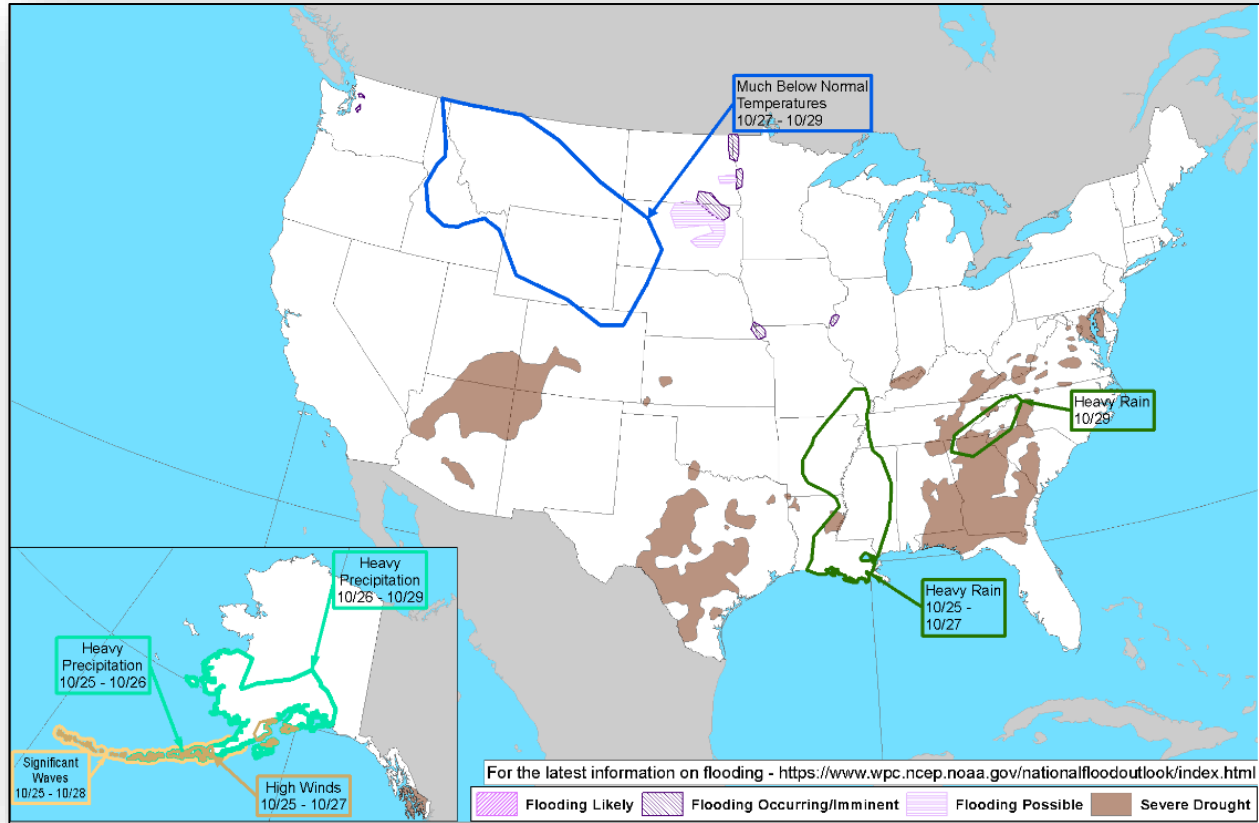 Much Below Normal
Temperatures
10/27 - 10/29
Heavy Rain
10/29
Heavy Rain
10/25 -
10/27
Heavy
Precipitation
10/26 - 10/29
Heavy
Precipitation
10/25 - 10/26
Significant
Waves
10/25 - 10/28
High Winds
10/25 - 10/27
For the latest information on flooding - https://www.wpc.ncep.noaa.gov/nationalfloodoutlook/index.html
Flooding Likely Flooding Occurring/Imminent Flooding Possible Severe Drought